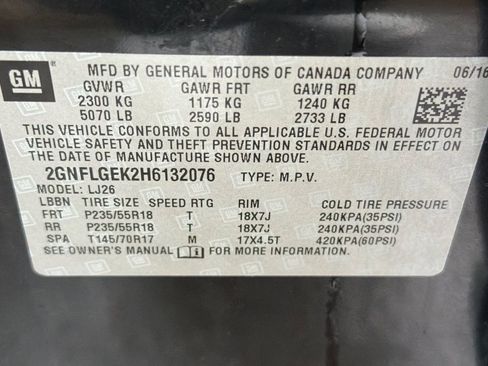 GM MFD BY GENERAL MOTORS OF CANADA COMPANY 06/16
GVWR GAWR FRT GAWR RR
2300 KG 1175 KG 1240 KG
5070 LB 2590 LB 2733 LB
THIS VEHICLE CONFORMS TO ALL APPLICABLE U.S. FEDERAL MOTOR
VEHICLE SAFETY AND THEFT PREVENTION STANDARDS IN EFFECT ON
THE DATE OF MANUFACTURE SHOWN ABOVE.
2GNFLGEK2H6132076 TYPE: M.P.V.
MODEL: LJ26
LBBN TIRE SIZE SPEED RTG RIM COLD TIRE PRESSURE
FRT P235/55R18 T 18X7J 240KPA(35PSI)
RR P235/55R18 T 18X7J 240KPA(35PSI)
SPA T145/70R17 M 17X4.5T 420KPA(60PSI)
SEE OWNER'S MANUAL FOR MORE INFORMATION.